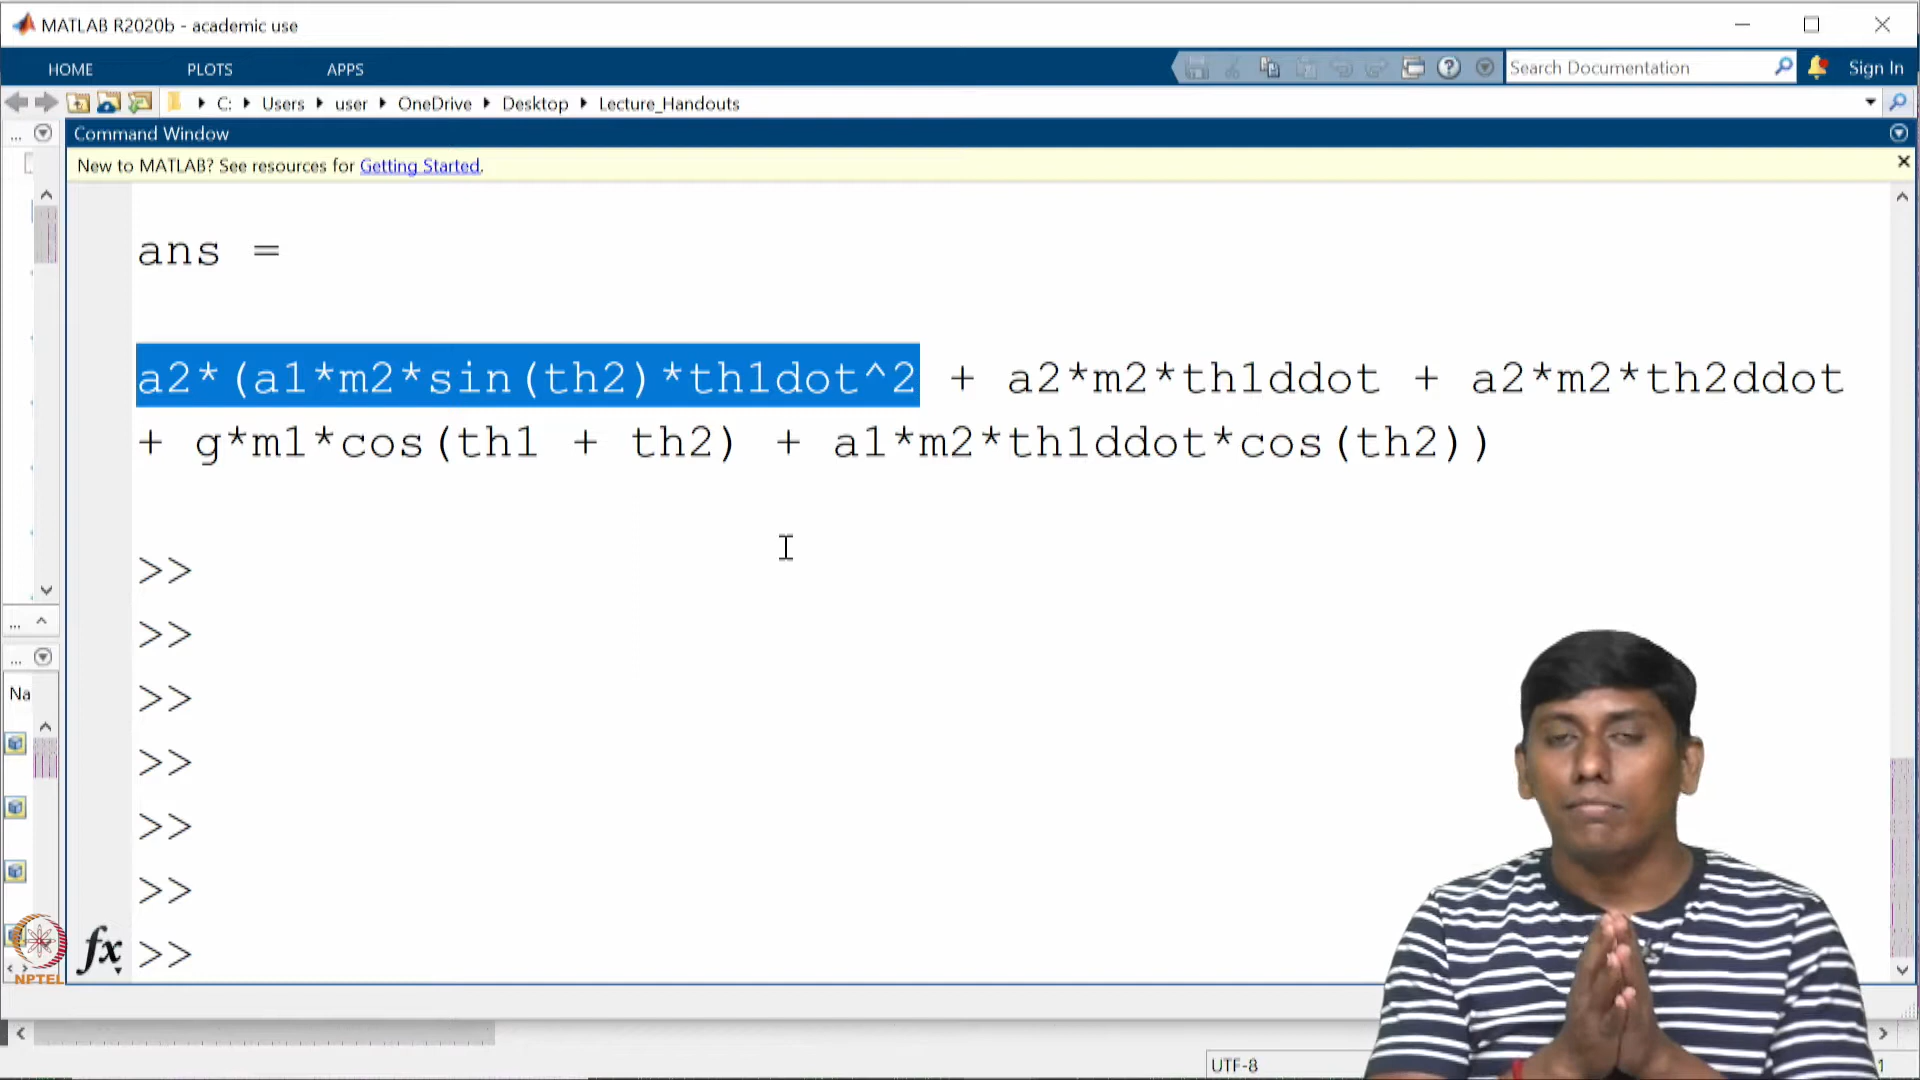 MATLAB R2020b - academic use
HOME PLOTS APPS
Search Documentation
Sign In
C: Users user OneDrive Desktop Lecture_Handouts
Command Window
New to MATLAB? See resources for Getting Started.
ans =
a2*(a1*m2*sin(th2)*th1dot^2 + a2*m2*th1ddot + a2*m2*th2ddot
+ g*m1*cos(th1 + th2) + a1*m2*th1ddot*cos(th2))
>>
>>
>>
>>
>>
>>
fx >>
...
...
...
Na
NPTEL
UTF-8
1